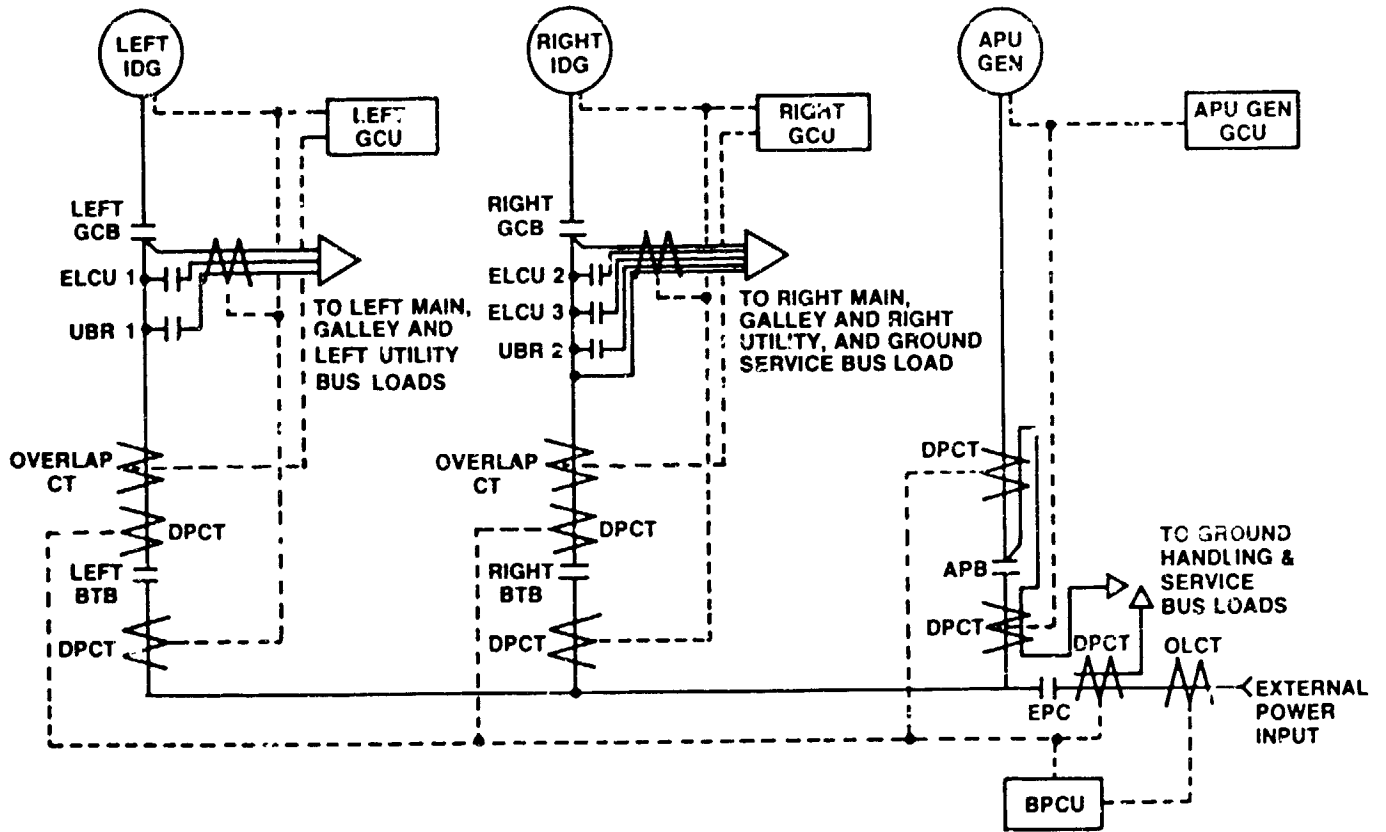 LEFT
IDG
RIGHT
IDG
APU
GEN
LEFT
GCU
RIGHT
GCU
APU GEN
GCU
LEFT
GCB
RIGHT
GCB
ELCU 1
UBR 1
TO LEFT MAIN,
GALLEY AND
LEFT UTILITY
BUS LOADS
ELCU 2
ELCU 3
UBR 2
TO RIGHT MAIN,
GALLEY AND RIGHT
UTILITY, AND GROUND
SERVICE BUS LOAD
OVERLAP
CT
OVERLAP
CT
DPCT
DPCT
DPCT
LEFT
BTB
RIGHT
BTB
APB
TO GROUND
HANDLING &
SERVICE
BUS LOADS
DPCT
DPCT
DPCT
DPCT
OLCT
EPC
EXTERNAL
POWER
INPUT
BPCU